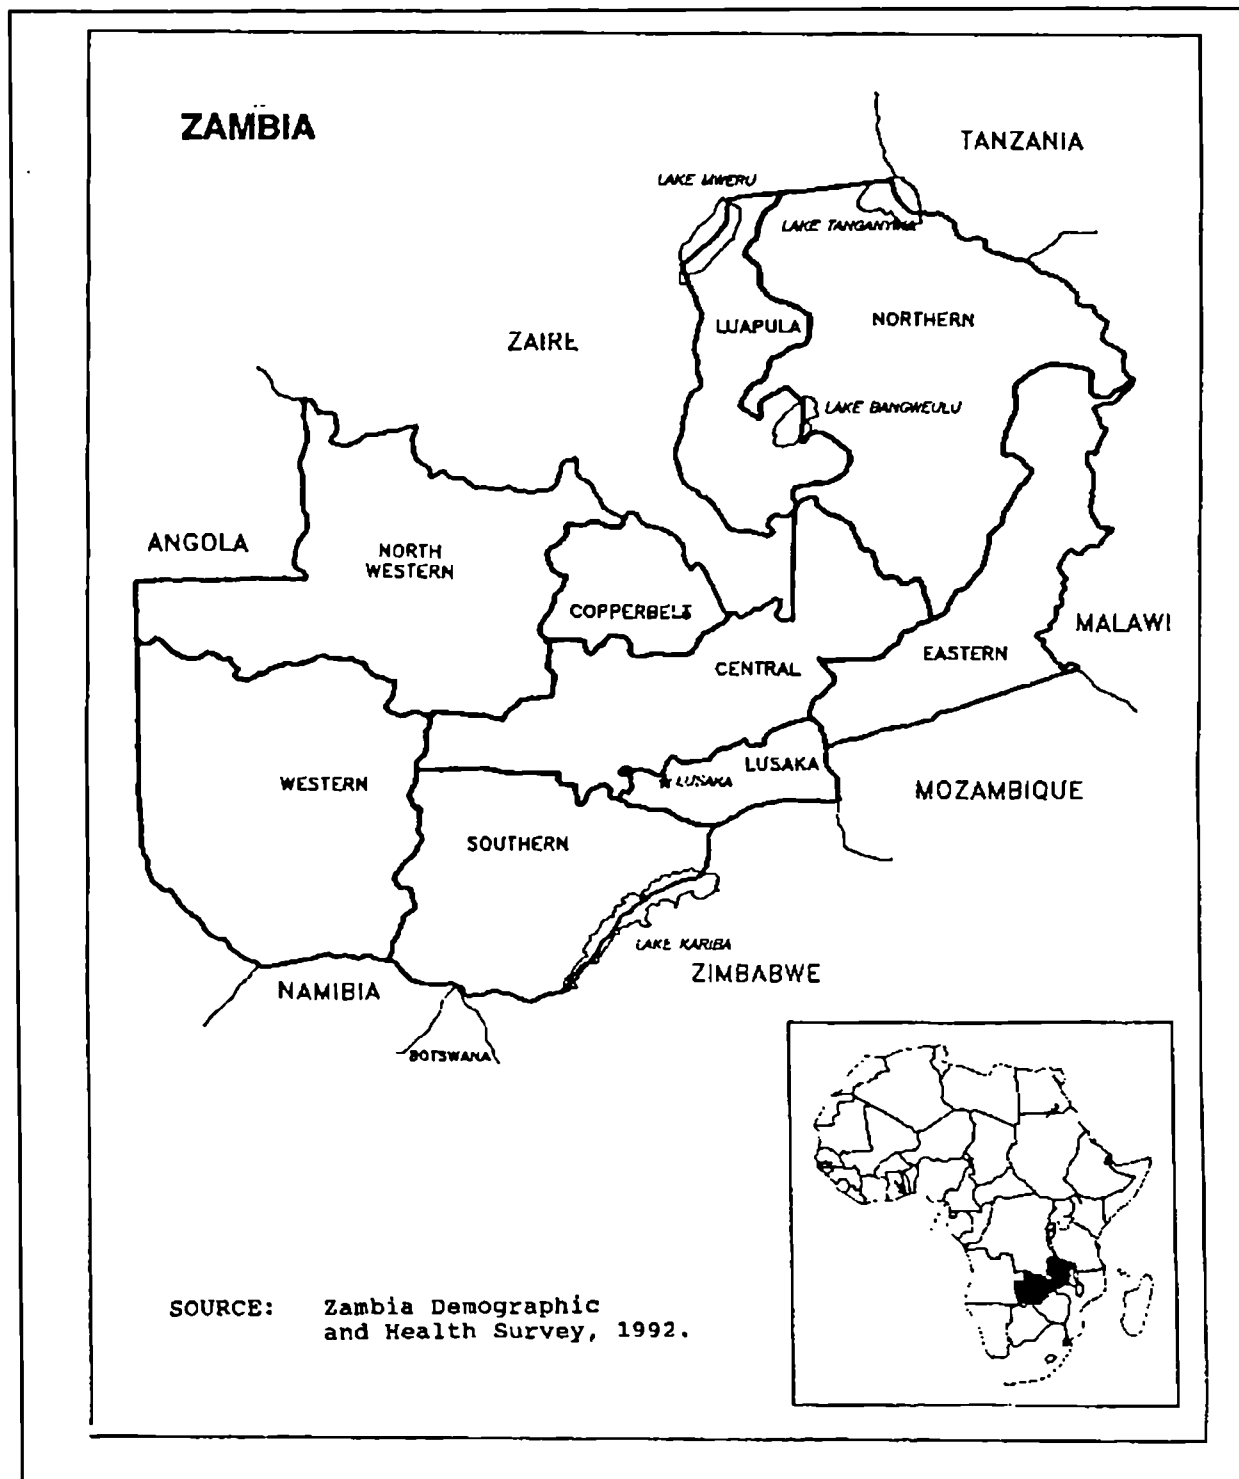 ZAMBIA
TANZANIA
LAKE MWERU
LAKE TANGANYIKA
LUAPULA
NORTHERN
ZAIRE
LAKE BANGWEULU
ANGOLA
NORTH
WESTERN
COPPERBELT
MALAWI
EASTERN
CENTRAL
WESTERN
LUSAKA
LUSAKA
MOZAMBIQUE
SOUTHERN
LAKE KARIBA
ZIMBABWE
NAMIBIA
BOTSWANA
SOURCE: Zambia Demographic
and Health Survey, 1992.